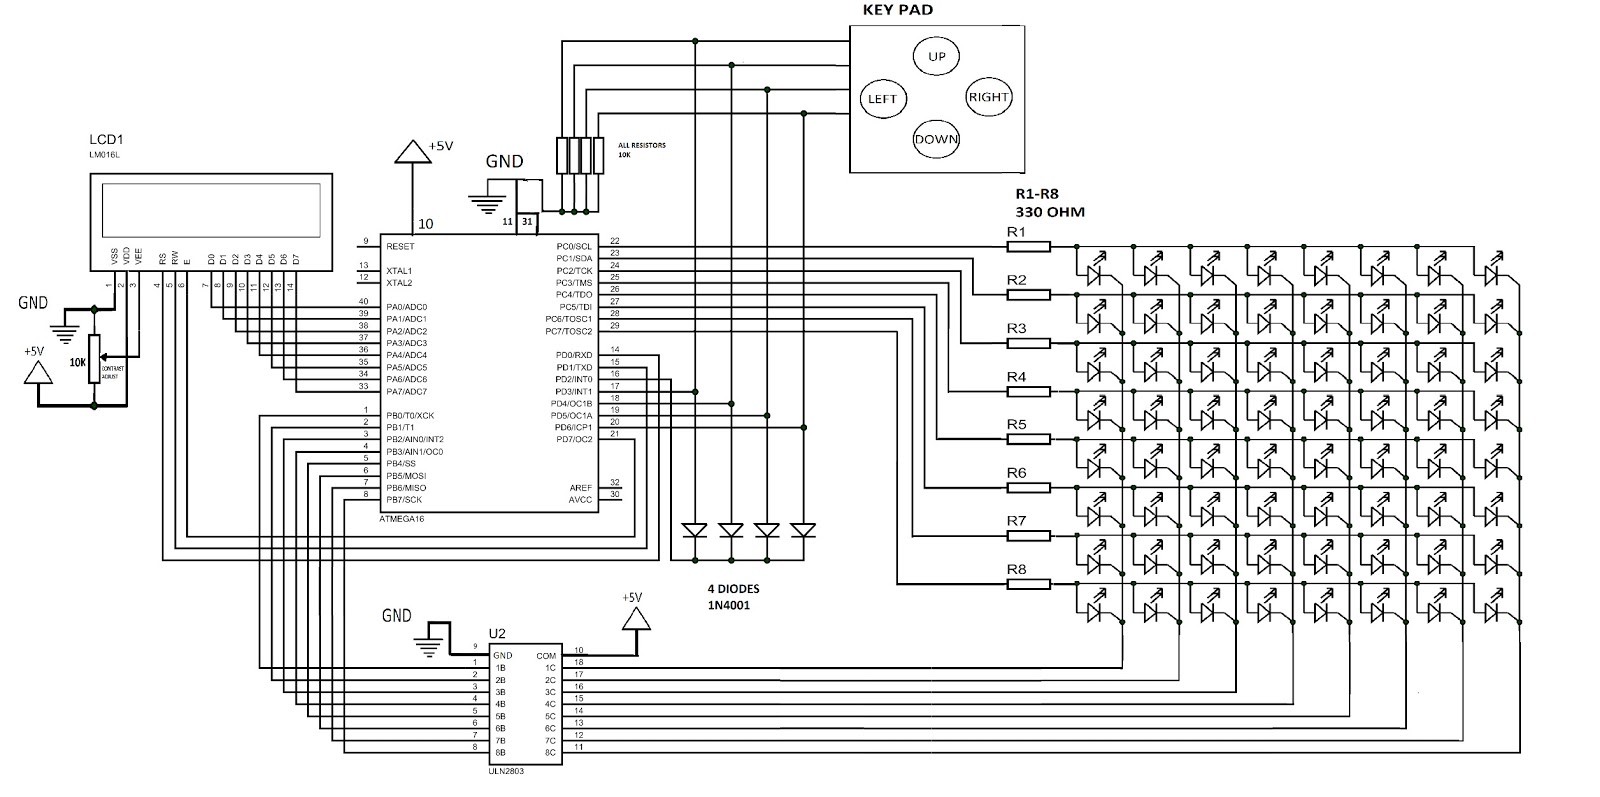 KEY PAD
UP
LEFT
RIGHT
DOWN
LCD1
LM016L
+5V
GND
ALL RESISTORS
10K
R1-R8
330 OHM
10
11
31
VSS
VDD
VEE
RS
RW
E
D0
D1
D2
D3
D4
D5
D6
D7
1
2
3
4
5
6
7
8
9
10
11
12
13
14
GND
+5V
10K
CONTRAST
ADJUST
9 RESET
13 XTAL1
12 XTAL2
40 PA0/ADC0
39 PA1/ADC1
38 PA2/ADC2
37 PA3/ADC3
36 PA4/ADC4
35 PA5/ADC5
34 PA6/ADC6
33 PA7/ADC7
1 PB0/T0/XCK
2 PB1/T1
3 PB2/AIN0/INT2
4 PB3/AIN1/OC0
5 PB4/SS
6 PB5/MOSI
7 PB6/MISO
8 PB7/SCK
PC0/SCL 22
PC1/SDA 23
PC2/TCK 24
PC3/TMS 25
PC4/TDO 26
PC5/TDI 27
PC6/TOSC1 28
PC7/TOSC2 29
PD0/RXD 14
PD1/TXD 15
PD2/INT0 16
PD3/INT1 17
PD4/OC1B 18
PD5/OC1A 19
PD6/ICP1 20
PD7/OC2 21
AREF 32
AVCC 30
ATMEGA16
R1
R2
R3
R4
R5
R6
R7
R8
4 DIODES
1N4001
GND
+5V
U2
9 GND COM 10
1 1B 1C 18
2 2B 2C 17
3 3B 3C 16
4 4B 4C 15
5 5B 5C 14
6 6B 6C 13
7 7B 7C 12
8 8B 8C 11
ULN2803